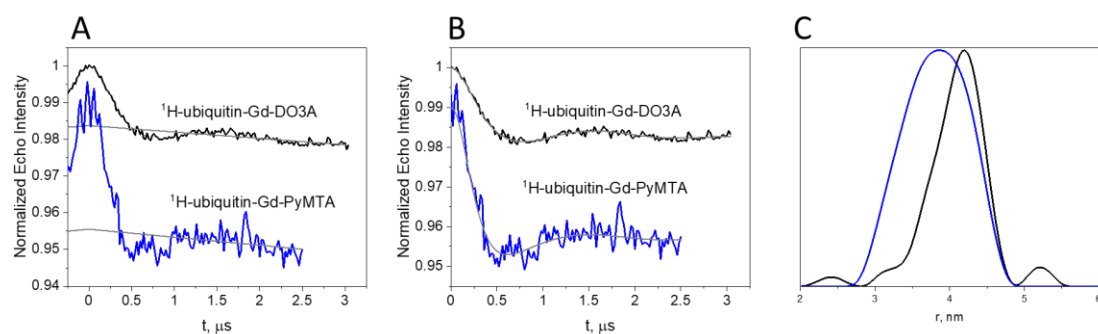 A
Normalized Echo Intensity
1
0.99
0.98
0.97
0.96
0.95
0.94
¹H-ubiquitin-Gd-DO3A
¹H-ubiquitin-Gd-PyMTA
0 0.5 1 1.5 2 2.5 3
t, μs
B
Normalized Echo Intensity
1
0.99
0.98
0.97
0.96
0.95
¹H-ubiquitin-Gd-DO3A
¹H-ubiquitin-Gd-PyMTA
0 0.5 1 1.5 2 2.5 3
t, μs
C
2 3 4 5 6
r, nm